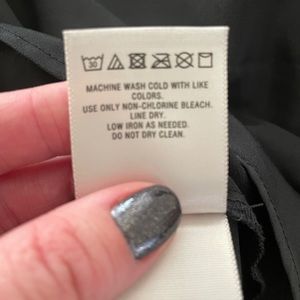 30
MACHINE WASH COLD WITH LIKE
COLORS.
USE ONLY NON-CHLORINE BLEACH.
LINE DRY.
LOW IRON AS NEEDED.
DO NOT DRY CLEAN.